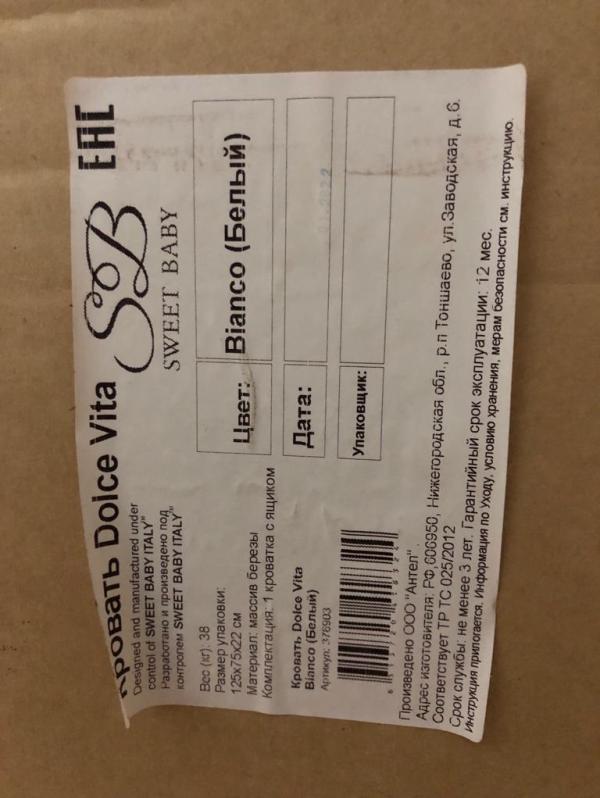 Кровать Dolce Vita
Designed and manufactured under
control of SWEET BABY ITALY"
Разработано и произведено под
контролем SWEET BABY ITALY"
SB
SWEET BABY
EAC
Вес (кг): 38
Размер упаковки:
125x75x22 см
Материал: массив березы
Комплектация: 1 кроватка с ящиком
Цвет: Bianco (Белый)
Дата:
Упаковщик:
Кровать Dolce Vita
Bianco (Белый)
Артикул: 376903
Произведено ООО "Антел".
Адрес изготовителя: РФ,606950, Нижегородская обл., р.п Тоншаево, ул.Заводская, д.6.
Соответствует ТР ТС 025/2012
Срок службы: не менее 3 лет. Гарантийный срок эксплуатации: 12 мес.
Инструкция прилогается. Информация по Уходу, условию хранения, мерам безопасности см. инструкцию.